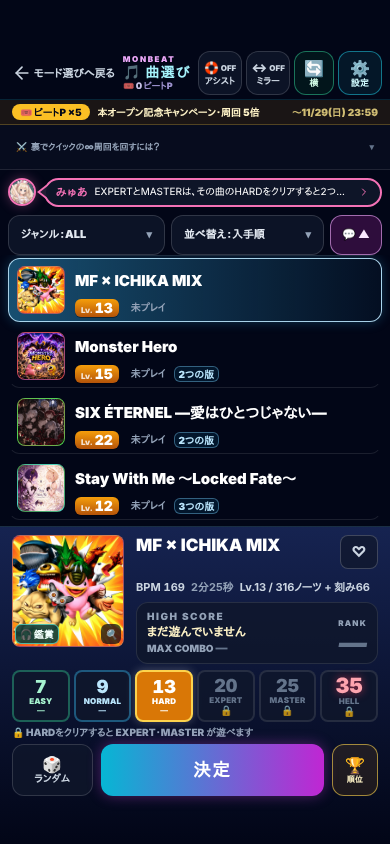 ← モード選びへ戻る
MONBEAT
🎵 曲選び
🎟️0 ビートP
🛟 OFF
アシスト
↔ OFF
ミラー
🔄
横
⚙️
設定
🎟️ ビートP ×5 本オープン記念キャンペーン・周回 5倍 〜11/29(日) 23:59
⚔️ 裏でクイックの∞周回を回すには? ▼
みゅあ EXPERTとMASTERは、その曲のHARDをクリアすると2つ… ›
ジャンル:ALL ▼
並べ替え:入手順 ▼
💬 ▲
MF × ICHIKA MIX
Lv. 13 未プレイ
Monster Hero
Lv. 15 未プレイ 2つの版
SIX ÉTERNEL —愛はひとつじゃない—
Lv. 22 未プレイ 2つの版
Stay With Me 〜Locked Fate〜
Lv. 12 未プレイ 3つの版
🎧 鑑賞 🔍
MF × ICHIKA MIX ♡
BPM 169 2分25秒 Lv.13 / 316ノーツ + 刻み66
HIGH SCORE
まだ遊んでいません
MAX COMBO —
RANK
—
7
EASY
—
9
NORMAL
—
13
HARD
—
20
EXPERT
🔒
25
MASTER
🔒
35
HELL
🔒
🔒 HARDをクリアすると EXPERT・MASTER が遊べます
🎲
ランダム
決定
🏆
順位